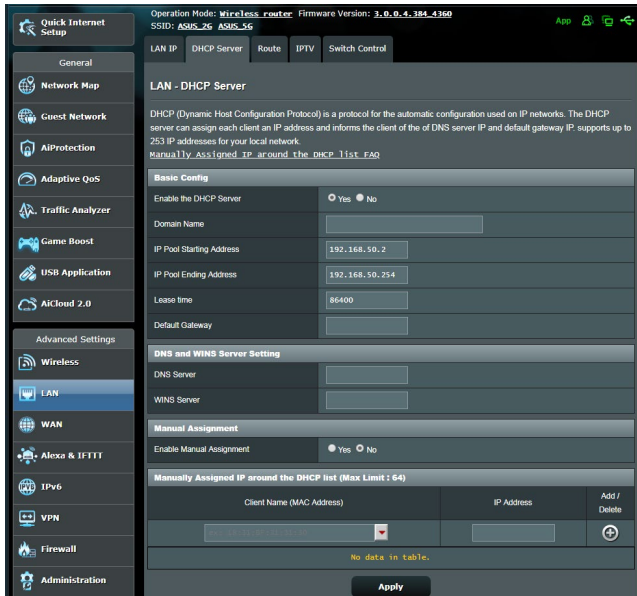 Quick Internet
Setup
General
Network Map
Guest Network
AiProtection
Adaptive QoS
Traffic Analyzer
Game Boost
USB Application
AiCloud 2.0
Advanced Settings
Wireless
LAN
WAN
Alexa & IFTTT
IPv6
VPN
Firewall
Administration
Operation Mode: Wireless router Firmware Version: 3.0.0.4.384_4360
SSID: ASUS_2G ASUS_5G
App
LAN IP DHCP Server Route IPTV Switch Control
LAN - DHCP Server
DHCP (Dynamic Host Configuration Protocol) is a protocol for the automatic configuration used on IP networks. The DHCP
server can assign each client an IP address and informs the client of the of DNS server IP and default gateway IP. supports up to
253 IP addresses for your local network.
Manually Assigned IP around the DHCP list FAQ
Basic Config
Enable the DHCP Server Yes No
Domain Name
IP Pool Starting Address 192.168.50.2
IP Pool Ending Address 192.168.50.254
Lease time 86400
Default Gateway
DNS and WINS Server Setting
DNS Server
WINS Server
Manual Assignment
Enable Manual Assignment Yes No
Manually Assigned IP around the DHCP list (Max Limit : 64)
Client Name (MAC Address) IP Address Add /
Delete
No data in table.
Apply